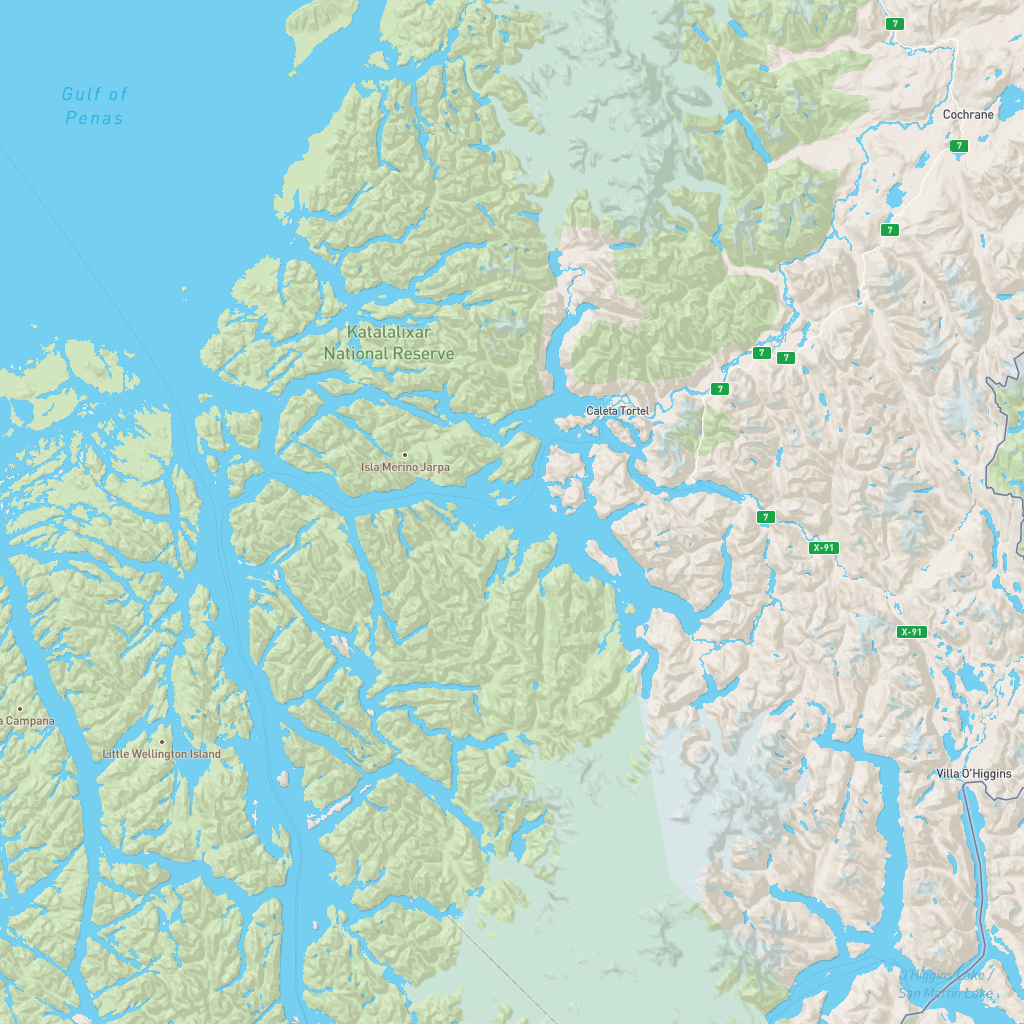 7
Gulf of
Penas
Cochrane
7
7
Katalalixar
National Reserve
7
7
7
Caleta Tortel
Isla Merino Jarpa
7
X-91
X-91
a Campana
Little Wellington Island
Villa O'Higgins
O'Higgins Lake /
San Martín Lake